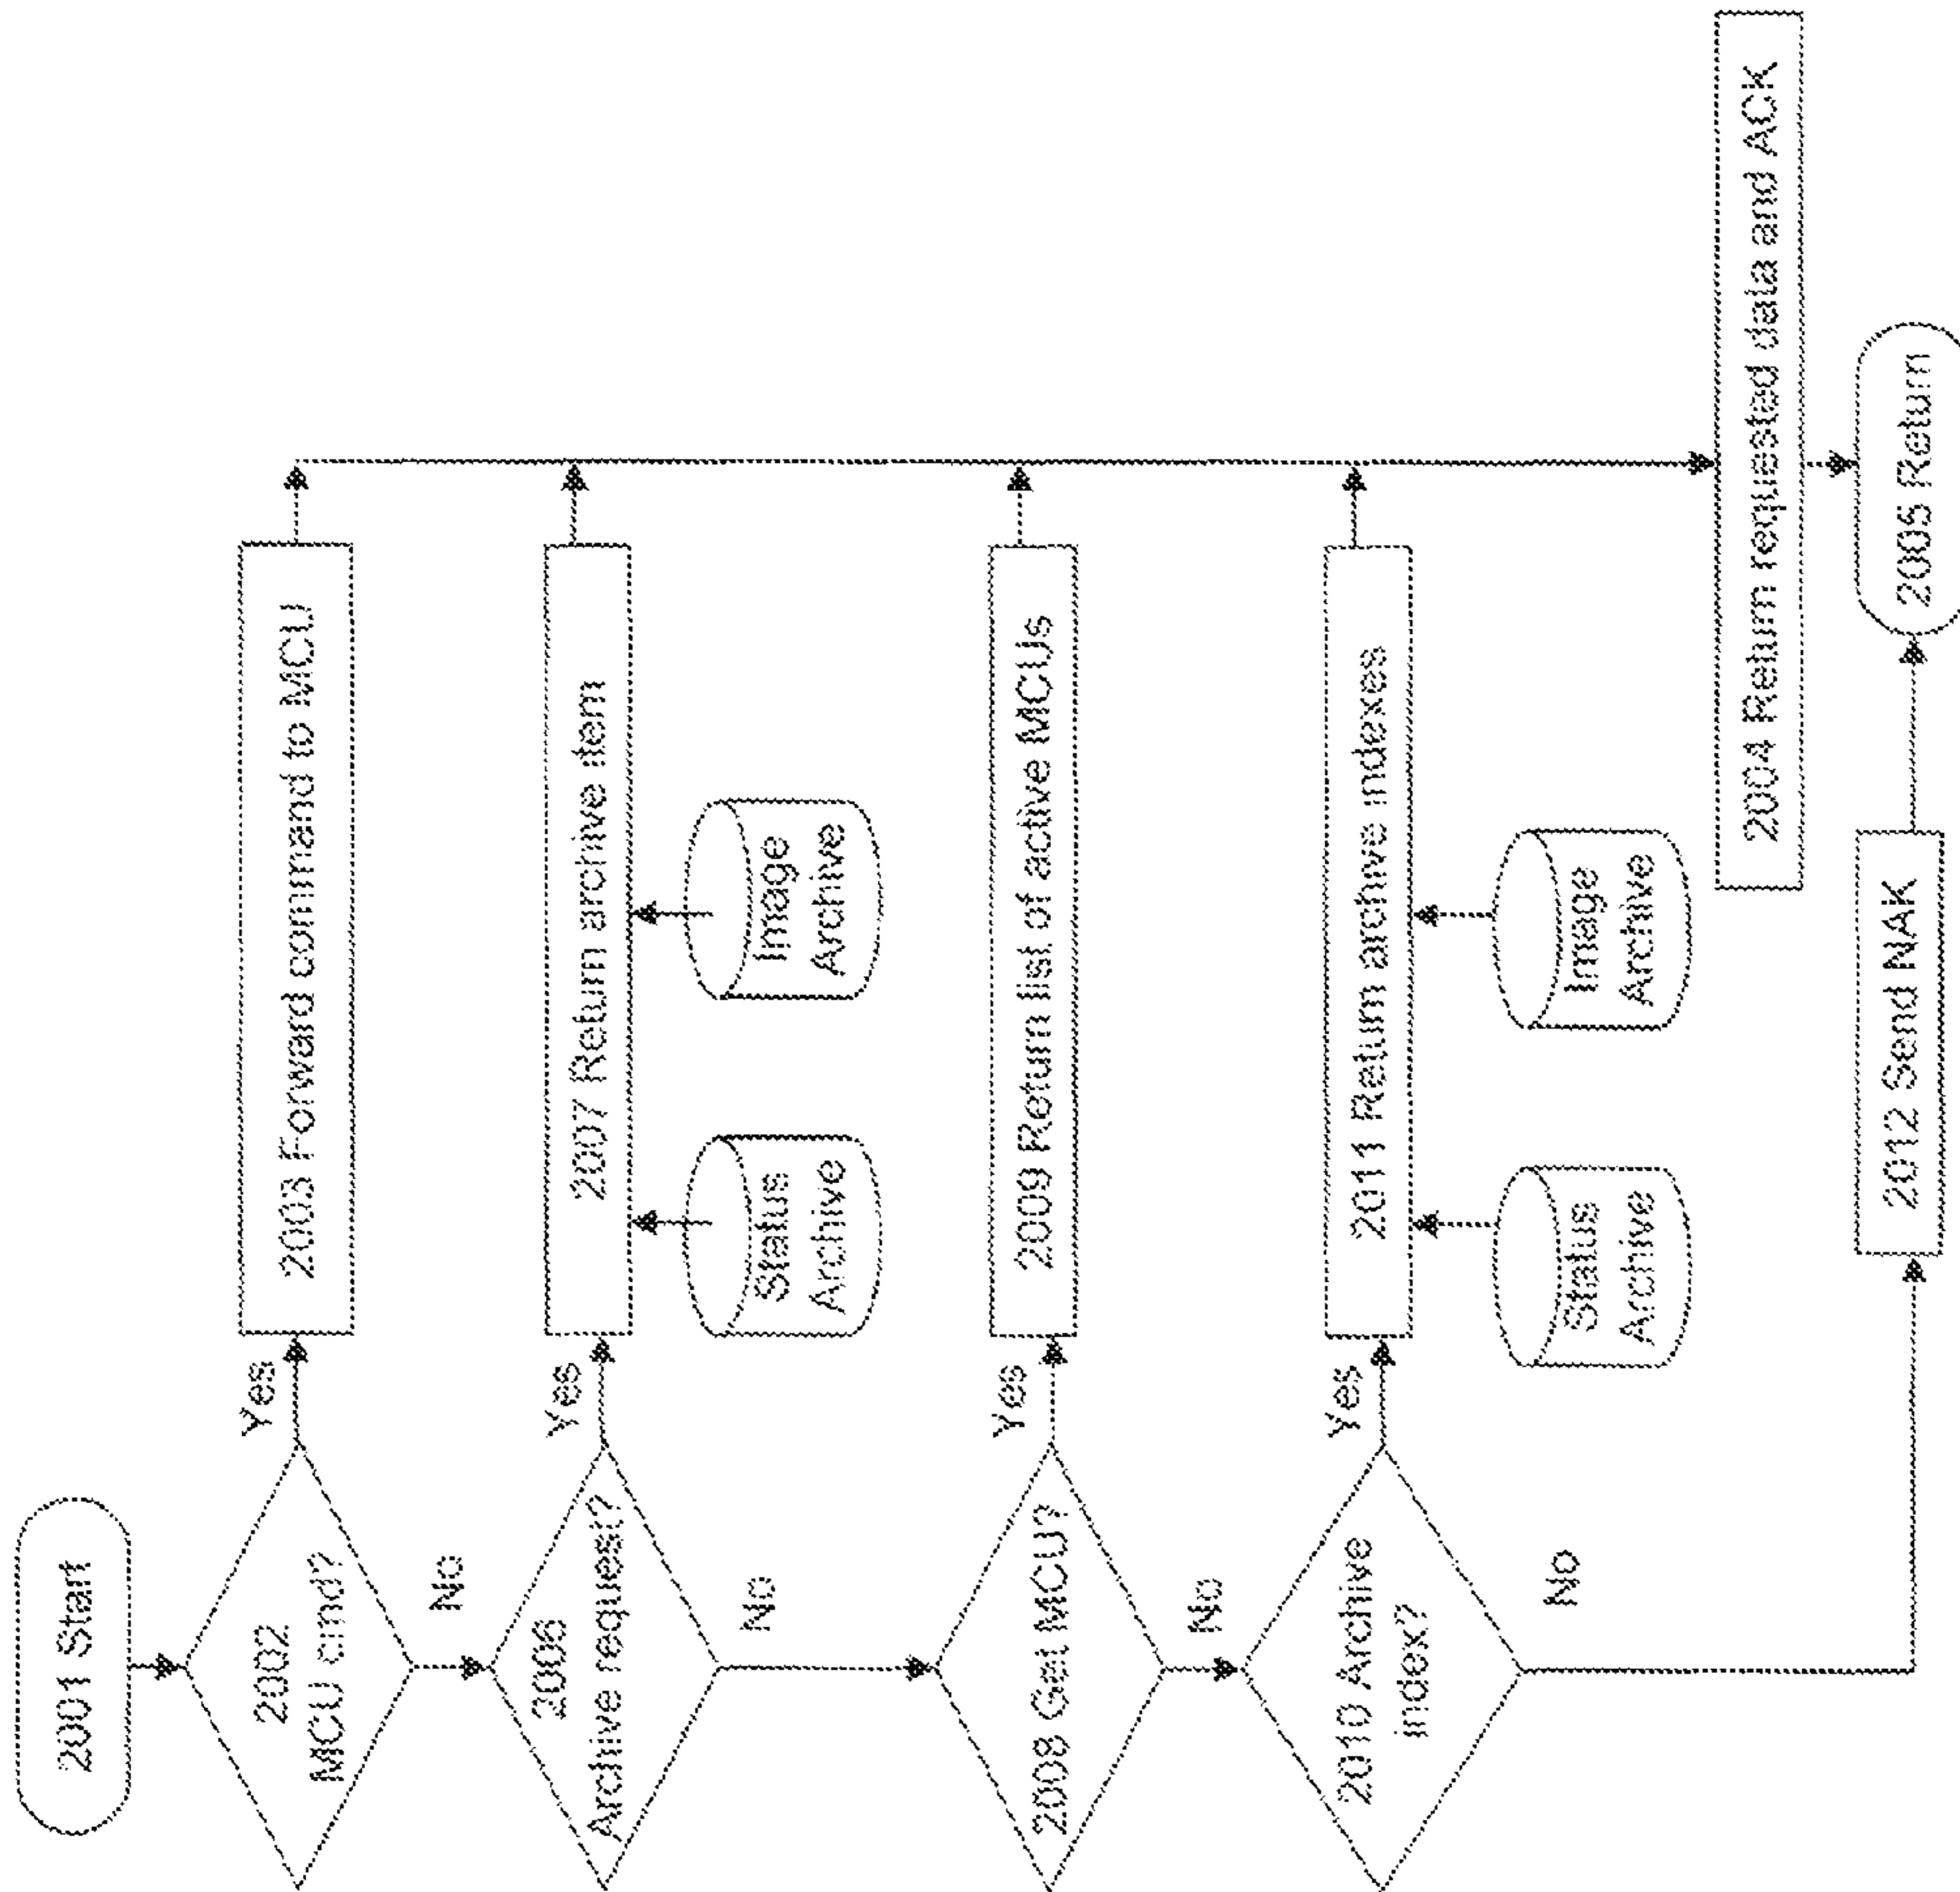 2001 Start
2002
MCU cmd?
Yes
2003 Forward command to MCU
No
2006
Archive request?
Yes
2007 Return archive item
Status
Archive
Image
Archive
No
2008 Get MCU?
Yes
2009 Return list of active MCUs
No
2010 Archive
index?
Yes
2011 Return archive indexes
Status
Archive
Image
Archive
No
2004 Return requested data and ACK
2012 Send NAK
2005 Return